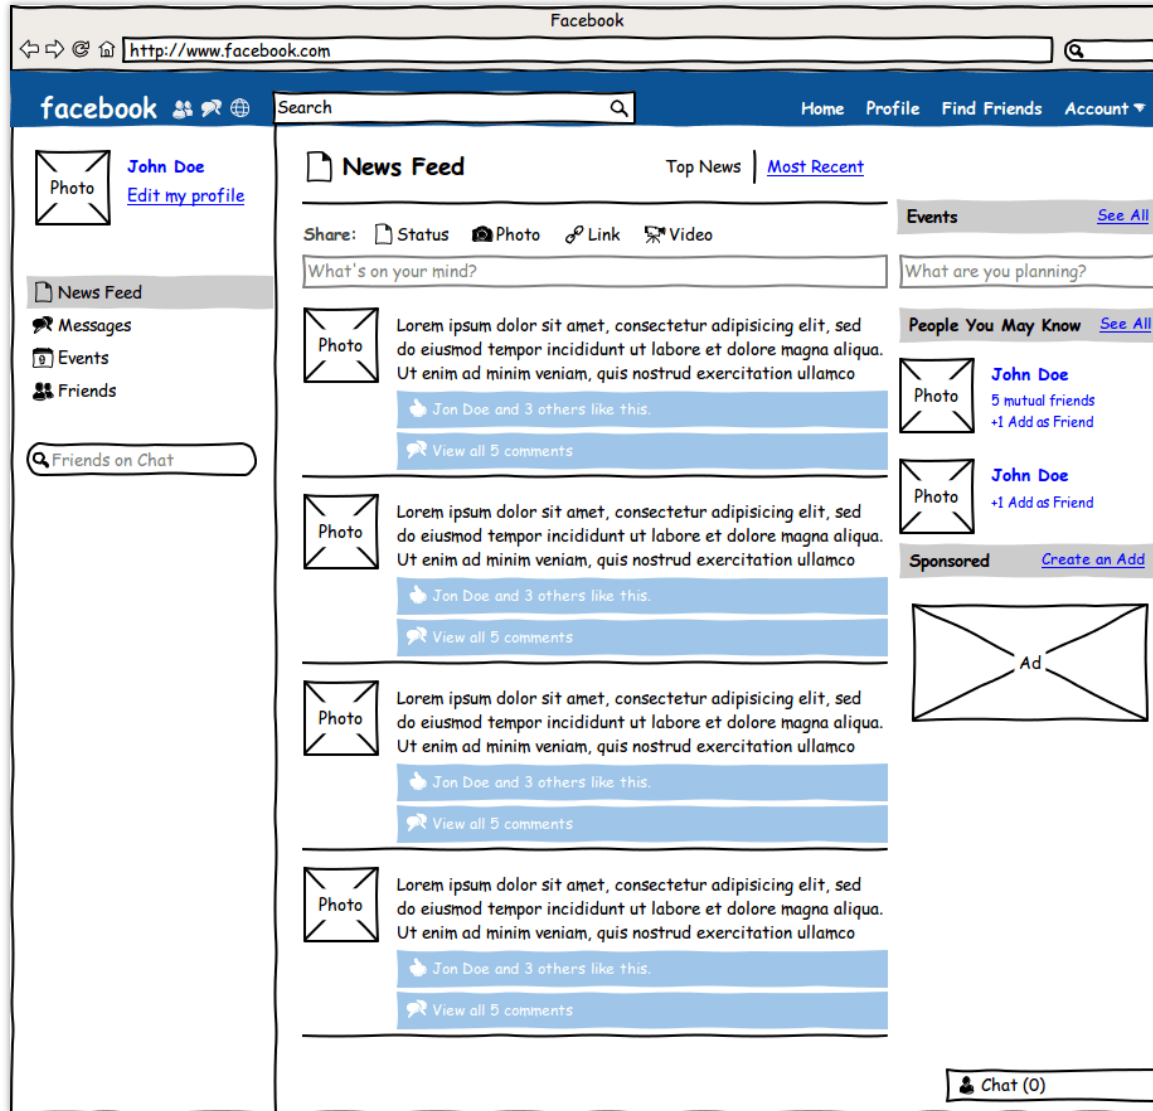 Facebook
http://www.facebook.com
facebook
Search
Home Profile Find Friends Account
Photo
John Doe
Edit my profile
News Feed
Messages
9 Events
Friends
Friends on Chat
News Feed
Top News Most Recent
Share: Status Photo Link Video
What's on your mind?
Photo
Lorem ipsum dolor sit amet, consectetur adipisicing elit, sed
do eiusmod tempor incididunt ut labore et dolore magna aliqua.
Ut enim ad minim veniam, quis nostrud exercitation ullamco
Jon Doe and 3 others like this.
View all 5 comments
Photo
Lorem ipsum dolor sit amet, consectetur adipisicing elit, sed
do eiusmod tempor incididunt ut labore et dolore magna aliqua.
Ut enim ad minim veniam, quis nostrud exercitation ullamco
Jon Doe and 3 others like this.
View all 5 comments
Photo
Lorem ipsum dolor sit amet, consectetur adipisicing elit, sed
do eiusmod tempor incididunt ut labore et dolore magna aliqua.
Ut enim ad minim veniam, quis nostrud exercitation ullamco
Jon Doe and 3 others like this.
View all 5 comments
Photo
Lorem ipsum dolor sit amet, consectetur adipisicing elit, sed
do eiusmod tempor incididunt ut labore et dolore magna aliqua.
Ut enim ad minim veniam, quis nostrud exercitation ullamco
Jon Doe and 3 others like this.
View all 5 comments
Events See All
What are you planning?
People You May Know See All
Photo
John Doe
5 mutual friends
+1 Add as Friend
Photo
John Doe
+1 Add as Friend
Sponsored Create an Add
Ad
Chat (0)